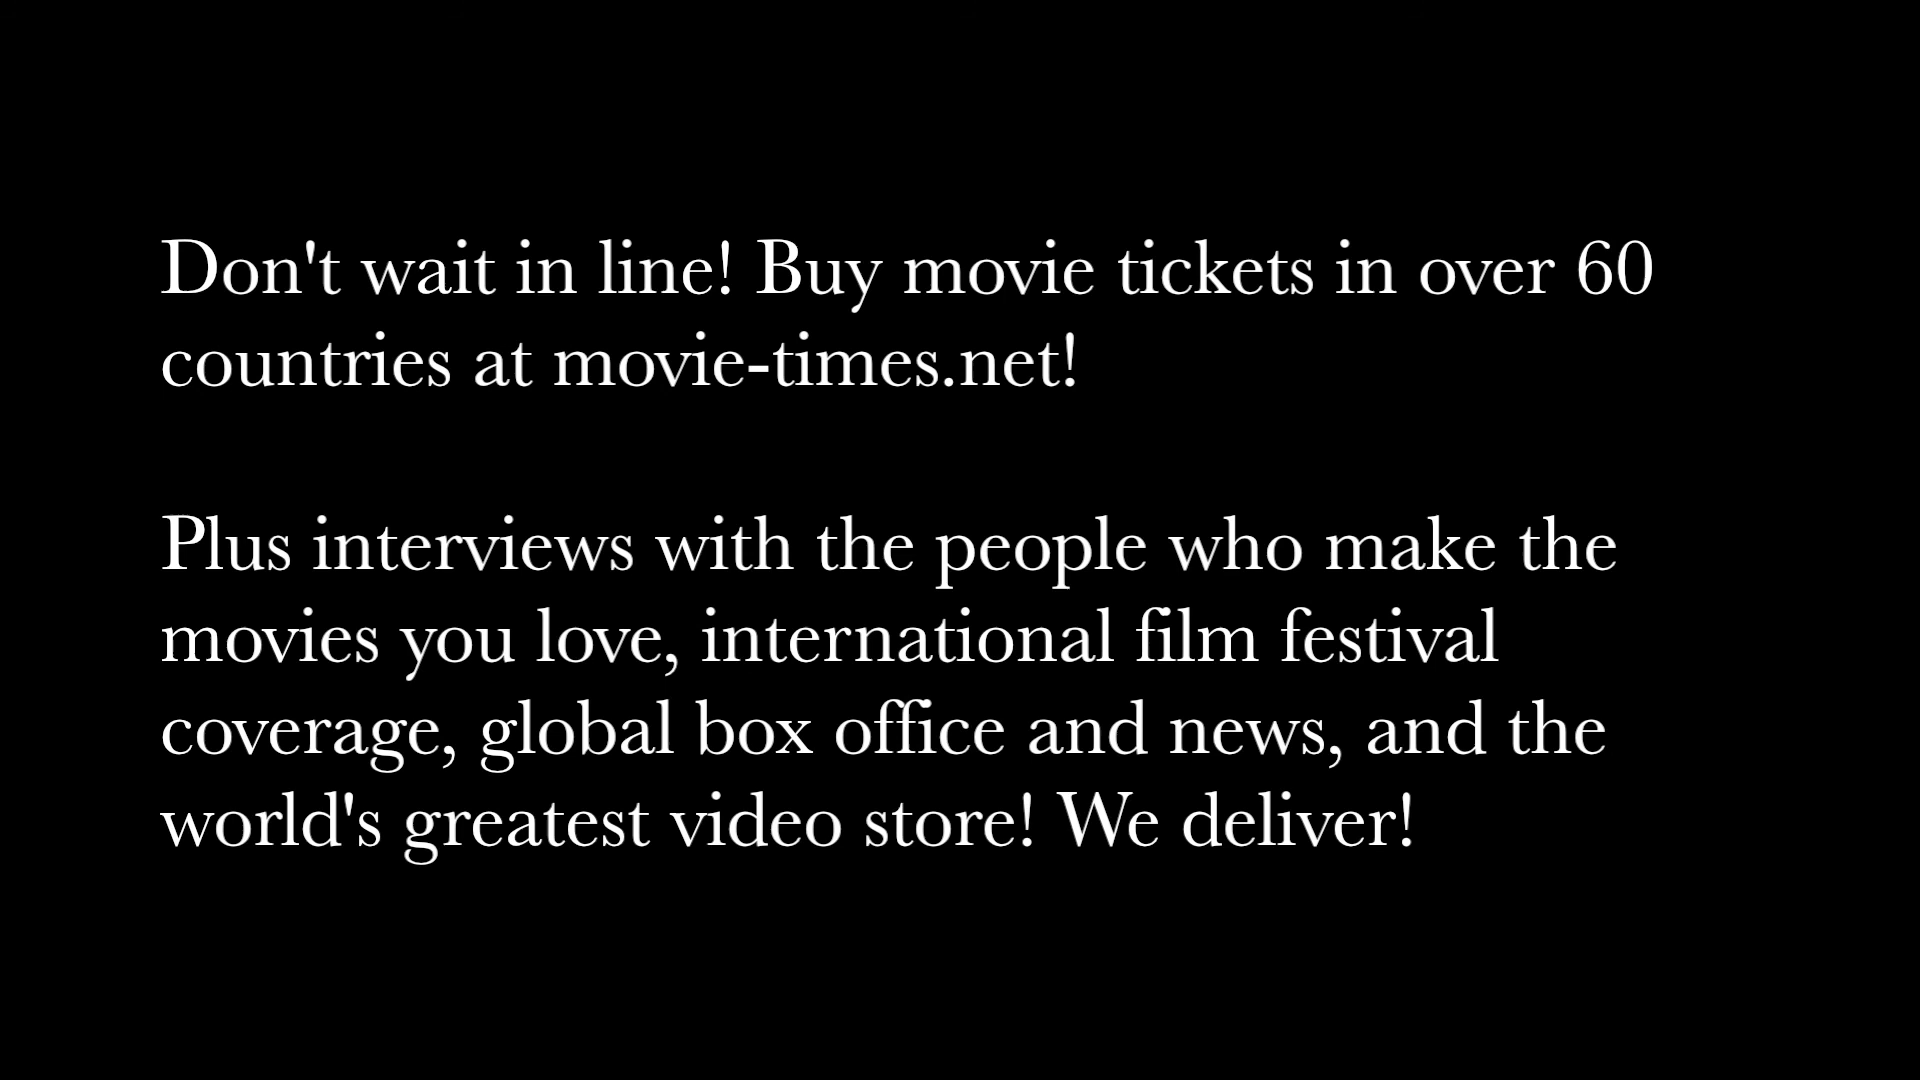 Don't wait in line! Buy movie tickets in over 60
countries at movie-times.net!
Plus interviews with the people who make the
movies you love, international film festival
coverage, global box office and news, and the
world's greatest video store! We deliver!